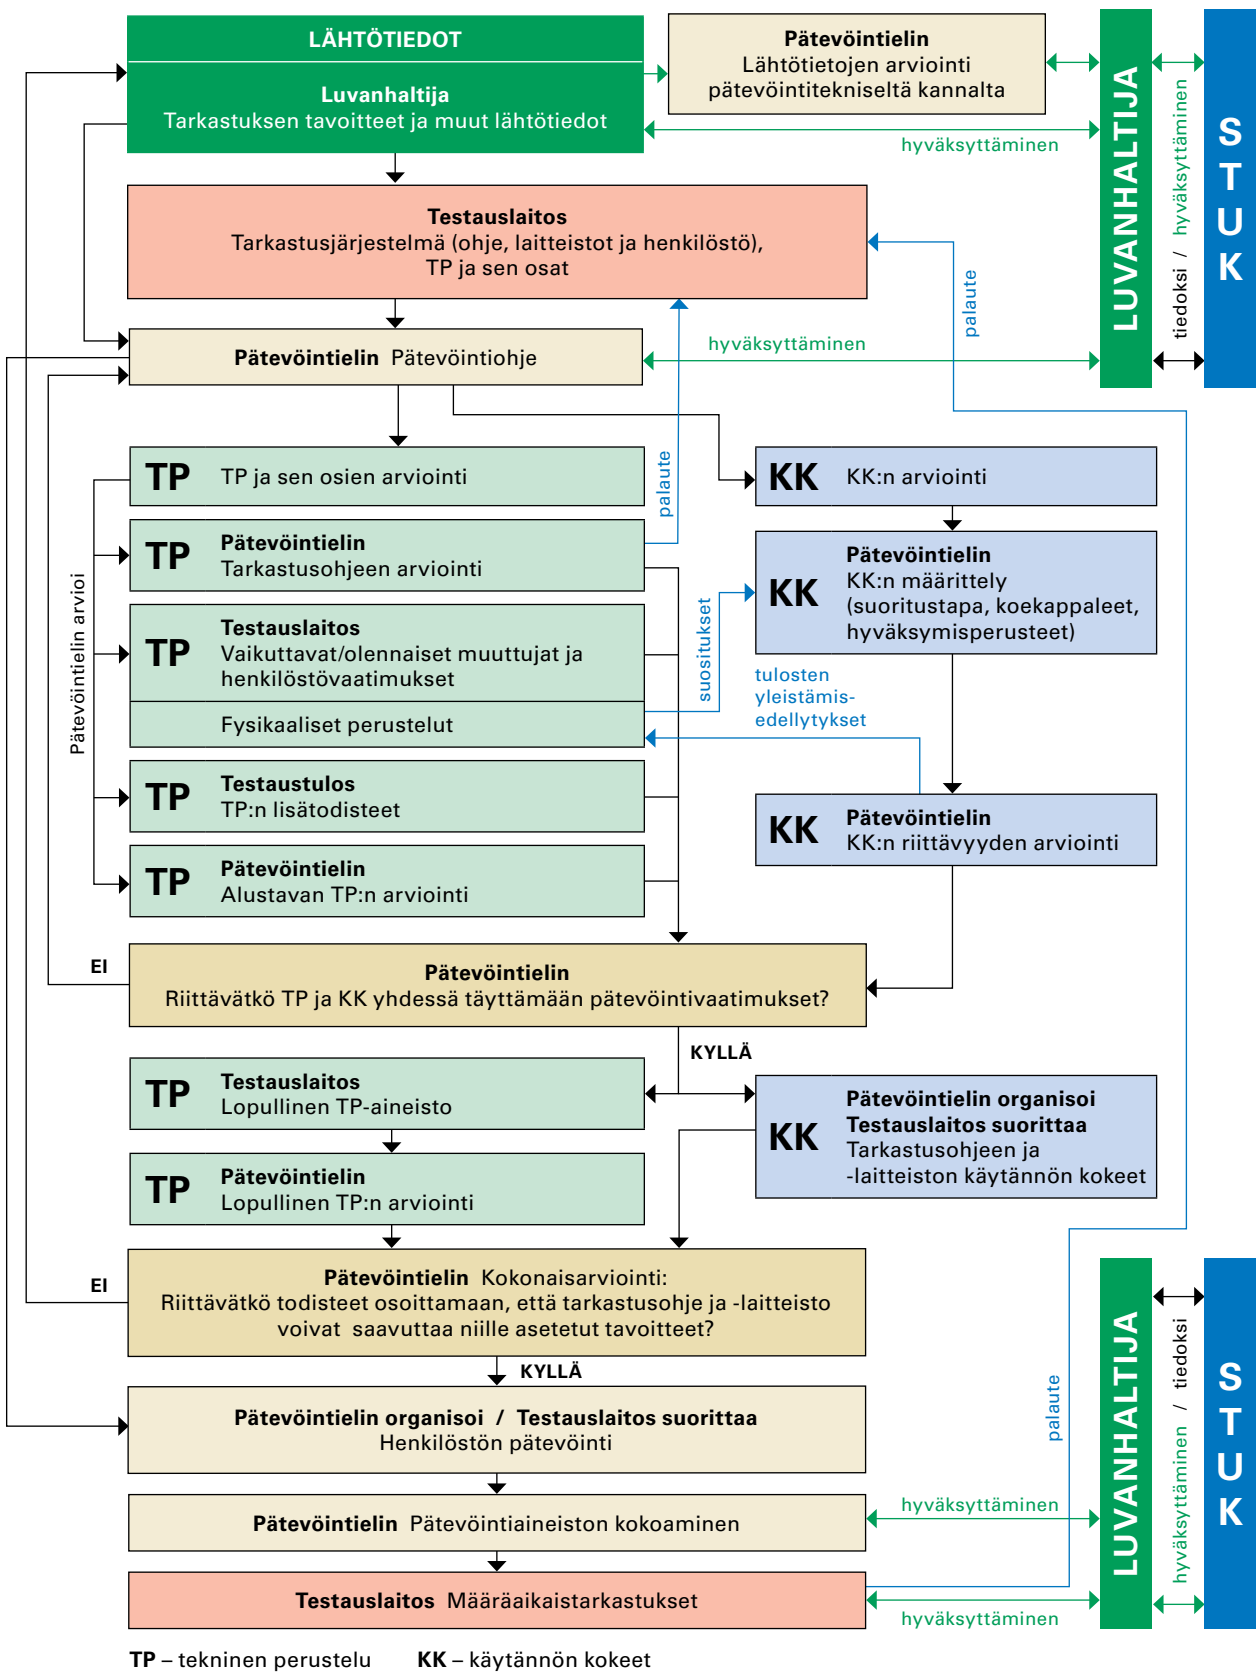 LÄHTÖTIEDOT
Luvanhaltija
Tarkastuksen tavoitteet ja muut lähtötiedot
Pätevöintielin
Lähtötietojen arviointi
pätevöintitekniseltä kannalta
hyväksyttäminen
LUVANHALTIJA
tiedoksi / hyväksyttäminen
STUK
Testauslaitos
Tarkastusjärjestelmä (ohje, laitteistot ja henkilöstö),
TP ja sen osat
palaute
Pätevöintielin Pätevöintiohje
hyväksyttäminen
TP TP ja sen osien arviointi
palaute
KK KK:n arviointi
Pätevöintielin arvioi
TP Pätevöintielin
Tarkastusohjeen arviointi
KK Pätevöintielin
KK:n määrittely
(suoritustapa, koekappaleet,
hyväksymisperusteet)
TP Testauslaitos
Vaikuttavat/olennaiset muuttujat ja
henkilöstövaatimukset
Fysikaaliset perustelut
suositukset
tulosten
yleistämis-
edellytykset
TP Testaustulos
TP:n lisätodisteet
KK Pätevöintielin
KK:n riittävyyden arviointi
TP Pätevöintielin
Alustavan TP:n arviointi
EI
Pätevöintielin
Riittävätkö TP ja KK yhdessä täyttämään pätevöintivaatimukset?
KYLLÄ
TP Testauslaitos
Lopullinen TP-aineisto
KK Pätevöintielin organisoi
Testauslaitos suorittaa
Tarkastusohjeen ja
-laitteiston käytännön kokeet
TP Pätevöintielin
Lopullinen TP:n arviointi
EI
Pätevöintielin Kokonaisarviointi:
Riittävätkö todisteet osoittamaan, että tarkastusohje ja -laitteisto
voivat saavuttaa niille asetetut tavoitteet?
KYLLÄ
Pätevöintielin organisoi / Testauslaitos suorittaa
Henkilöstön pätevöinti
palaute
LUVANHALTIJA
hyväksyttäminen / tiedoksi
STUK
Pätevöintielin Pätevöintiaineiston kokoaminen
hyväksyttäminen
Testauslaitos Määräaikaistarkastukset
hyväksyttäminen
TP – tekninen perustelu KK – käytännön kokeet